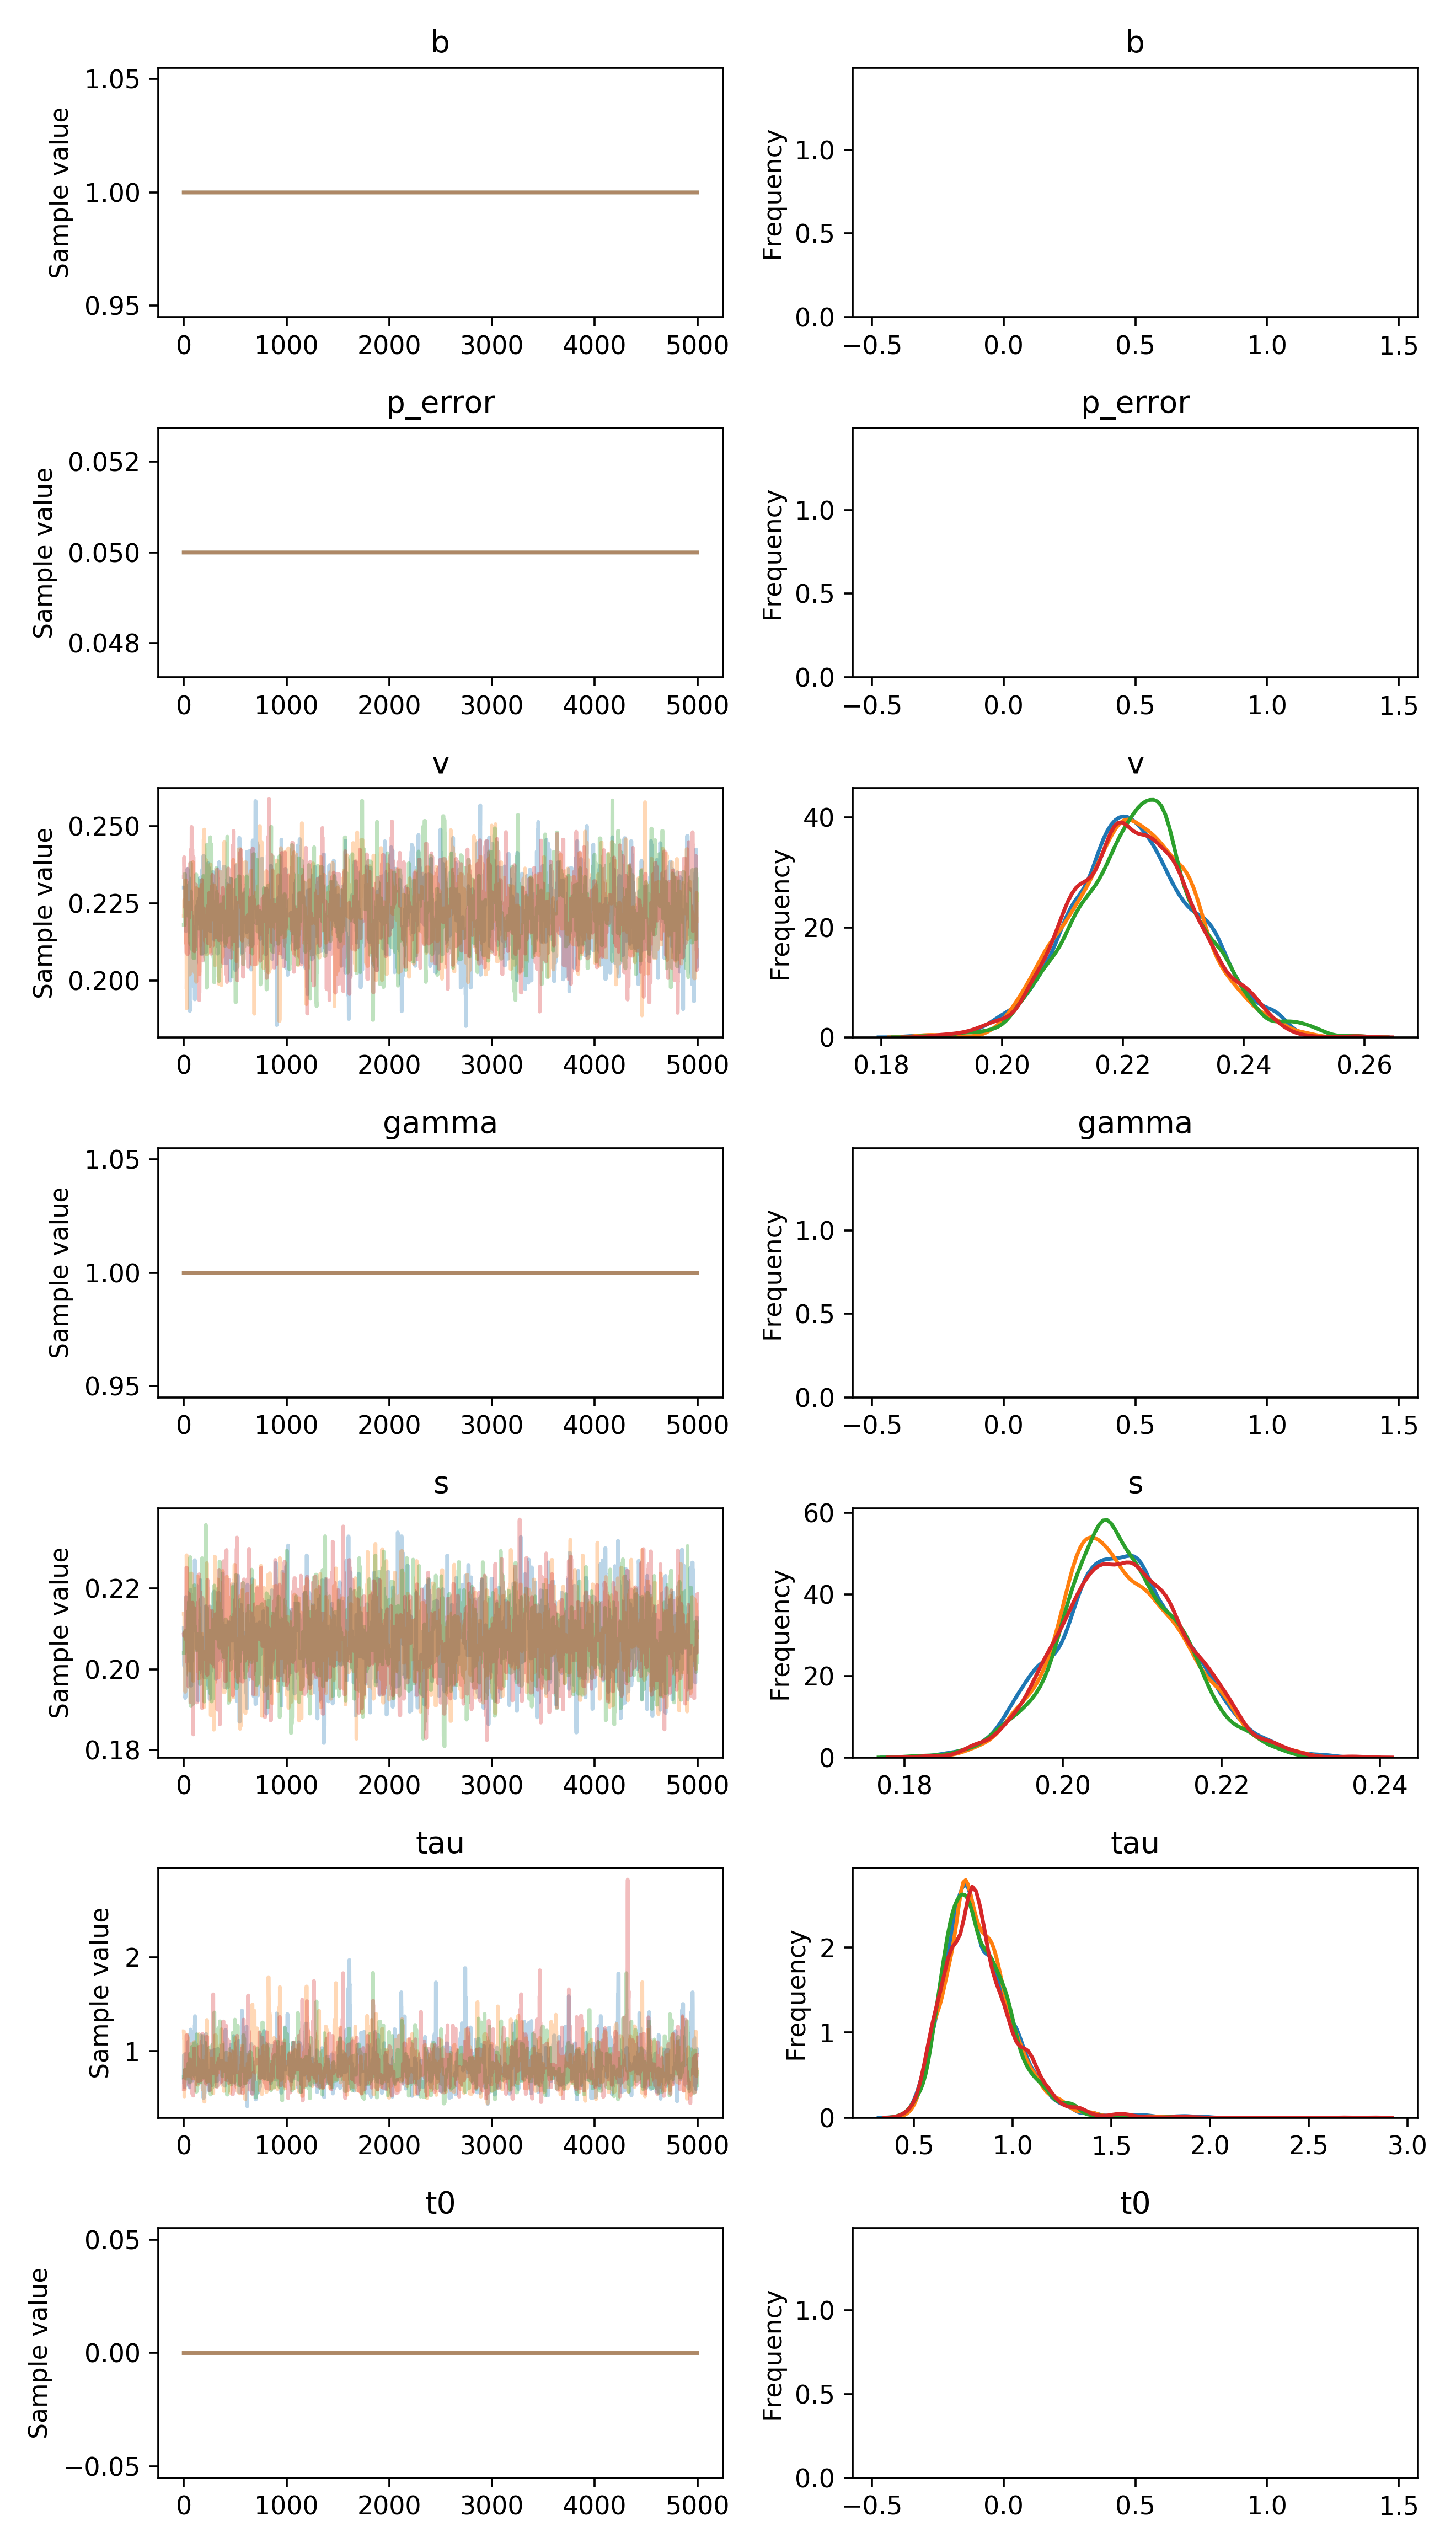 b
Sample value
1.05
1.00
0.95
0 1000 2000 3000 4000 5000
b
Frequency
1.0
0.5
0.0
−0.5 0.0 0.5 1.0 1.5
p_error
Sample value
0.052
0.050
0.048
0 1000 2000 3000 4000 5000
p_error
Frequency
1.0
0.5
0.0
−0.5 0.0 0.5 1.0 1.5
v
Sample value
0.250
0.225
0.200
0 1000 2000 3000 4000 5000
v
Frequency
40
20
0
0.18 0.20 0.22 0.24 0.26
gamma
Sample value
1.05
1.00
0.95
0 1000 2000 3000 4000 5000
gamma
Frequency
1.0
0.5
0.0
−0.5 0.0 0.5 1.0 1.5
s
Sample value
0.22
0.20
0.18
0 1000 2000 3000 4000 5000
s
Frequency
60
40
20
0
0.18 0.20 0.22 0.24
tau
Sample value
2
1
0 1000 2000 3000 4000 5000
tau
Frequency
2
1
0
0.5 1.0 1.5 2.0 2.5 3.0
t0
Sample value
0.05
0.00
−0.05
0 1000 2000 3000 4000 5000
t0
Frequency
1.0
0.5
0.0
−0.5 0.0 0.5 1.0 1.5